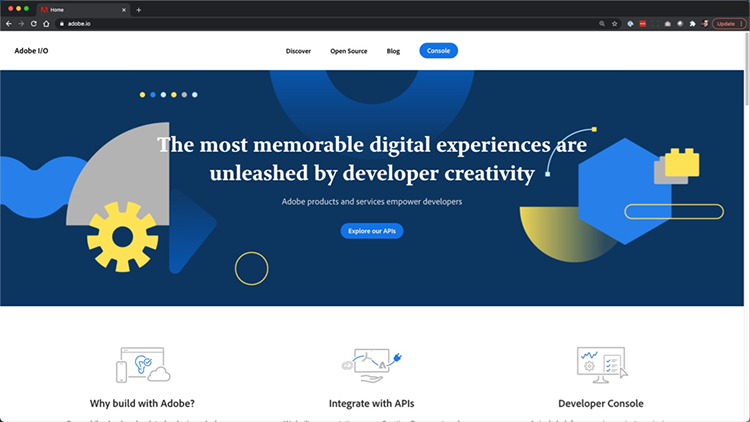 Home
adobe.io
Update
Adobe I/O
Discover
Open Source
Blog
Console
The most memorable digital experiences are
unleashed by developer creativity
Adobe products and services empower developers
Explore our APIs
Why build with Adobe?
Integrate with APIs
Developer Console